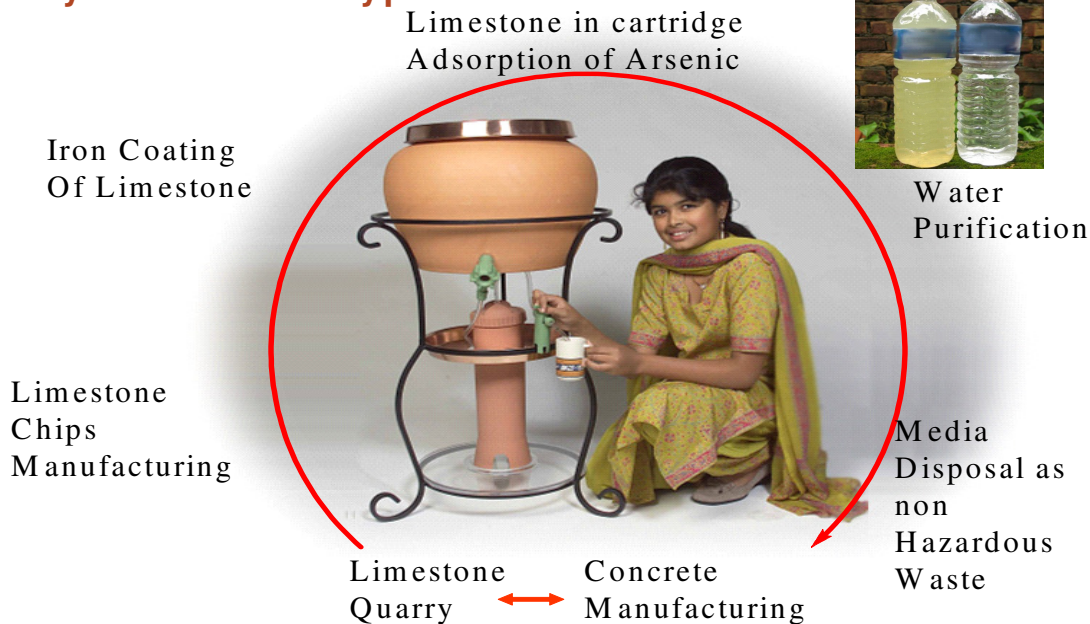 Limestone in cartridge
Adsorption of Arsenic
Iron Coating
Of Limestone
Water
Purification
Limestone
Chips
Manufacturing
Media
Disposal as
non
Hazardous
Waste
Limestone
Quarry
Concrete
Manufacturing